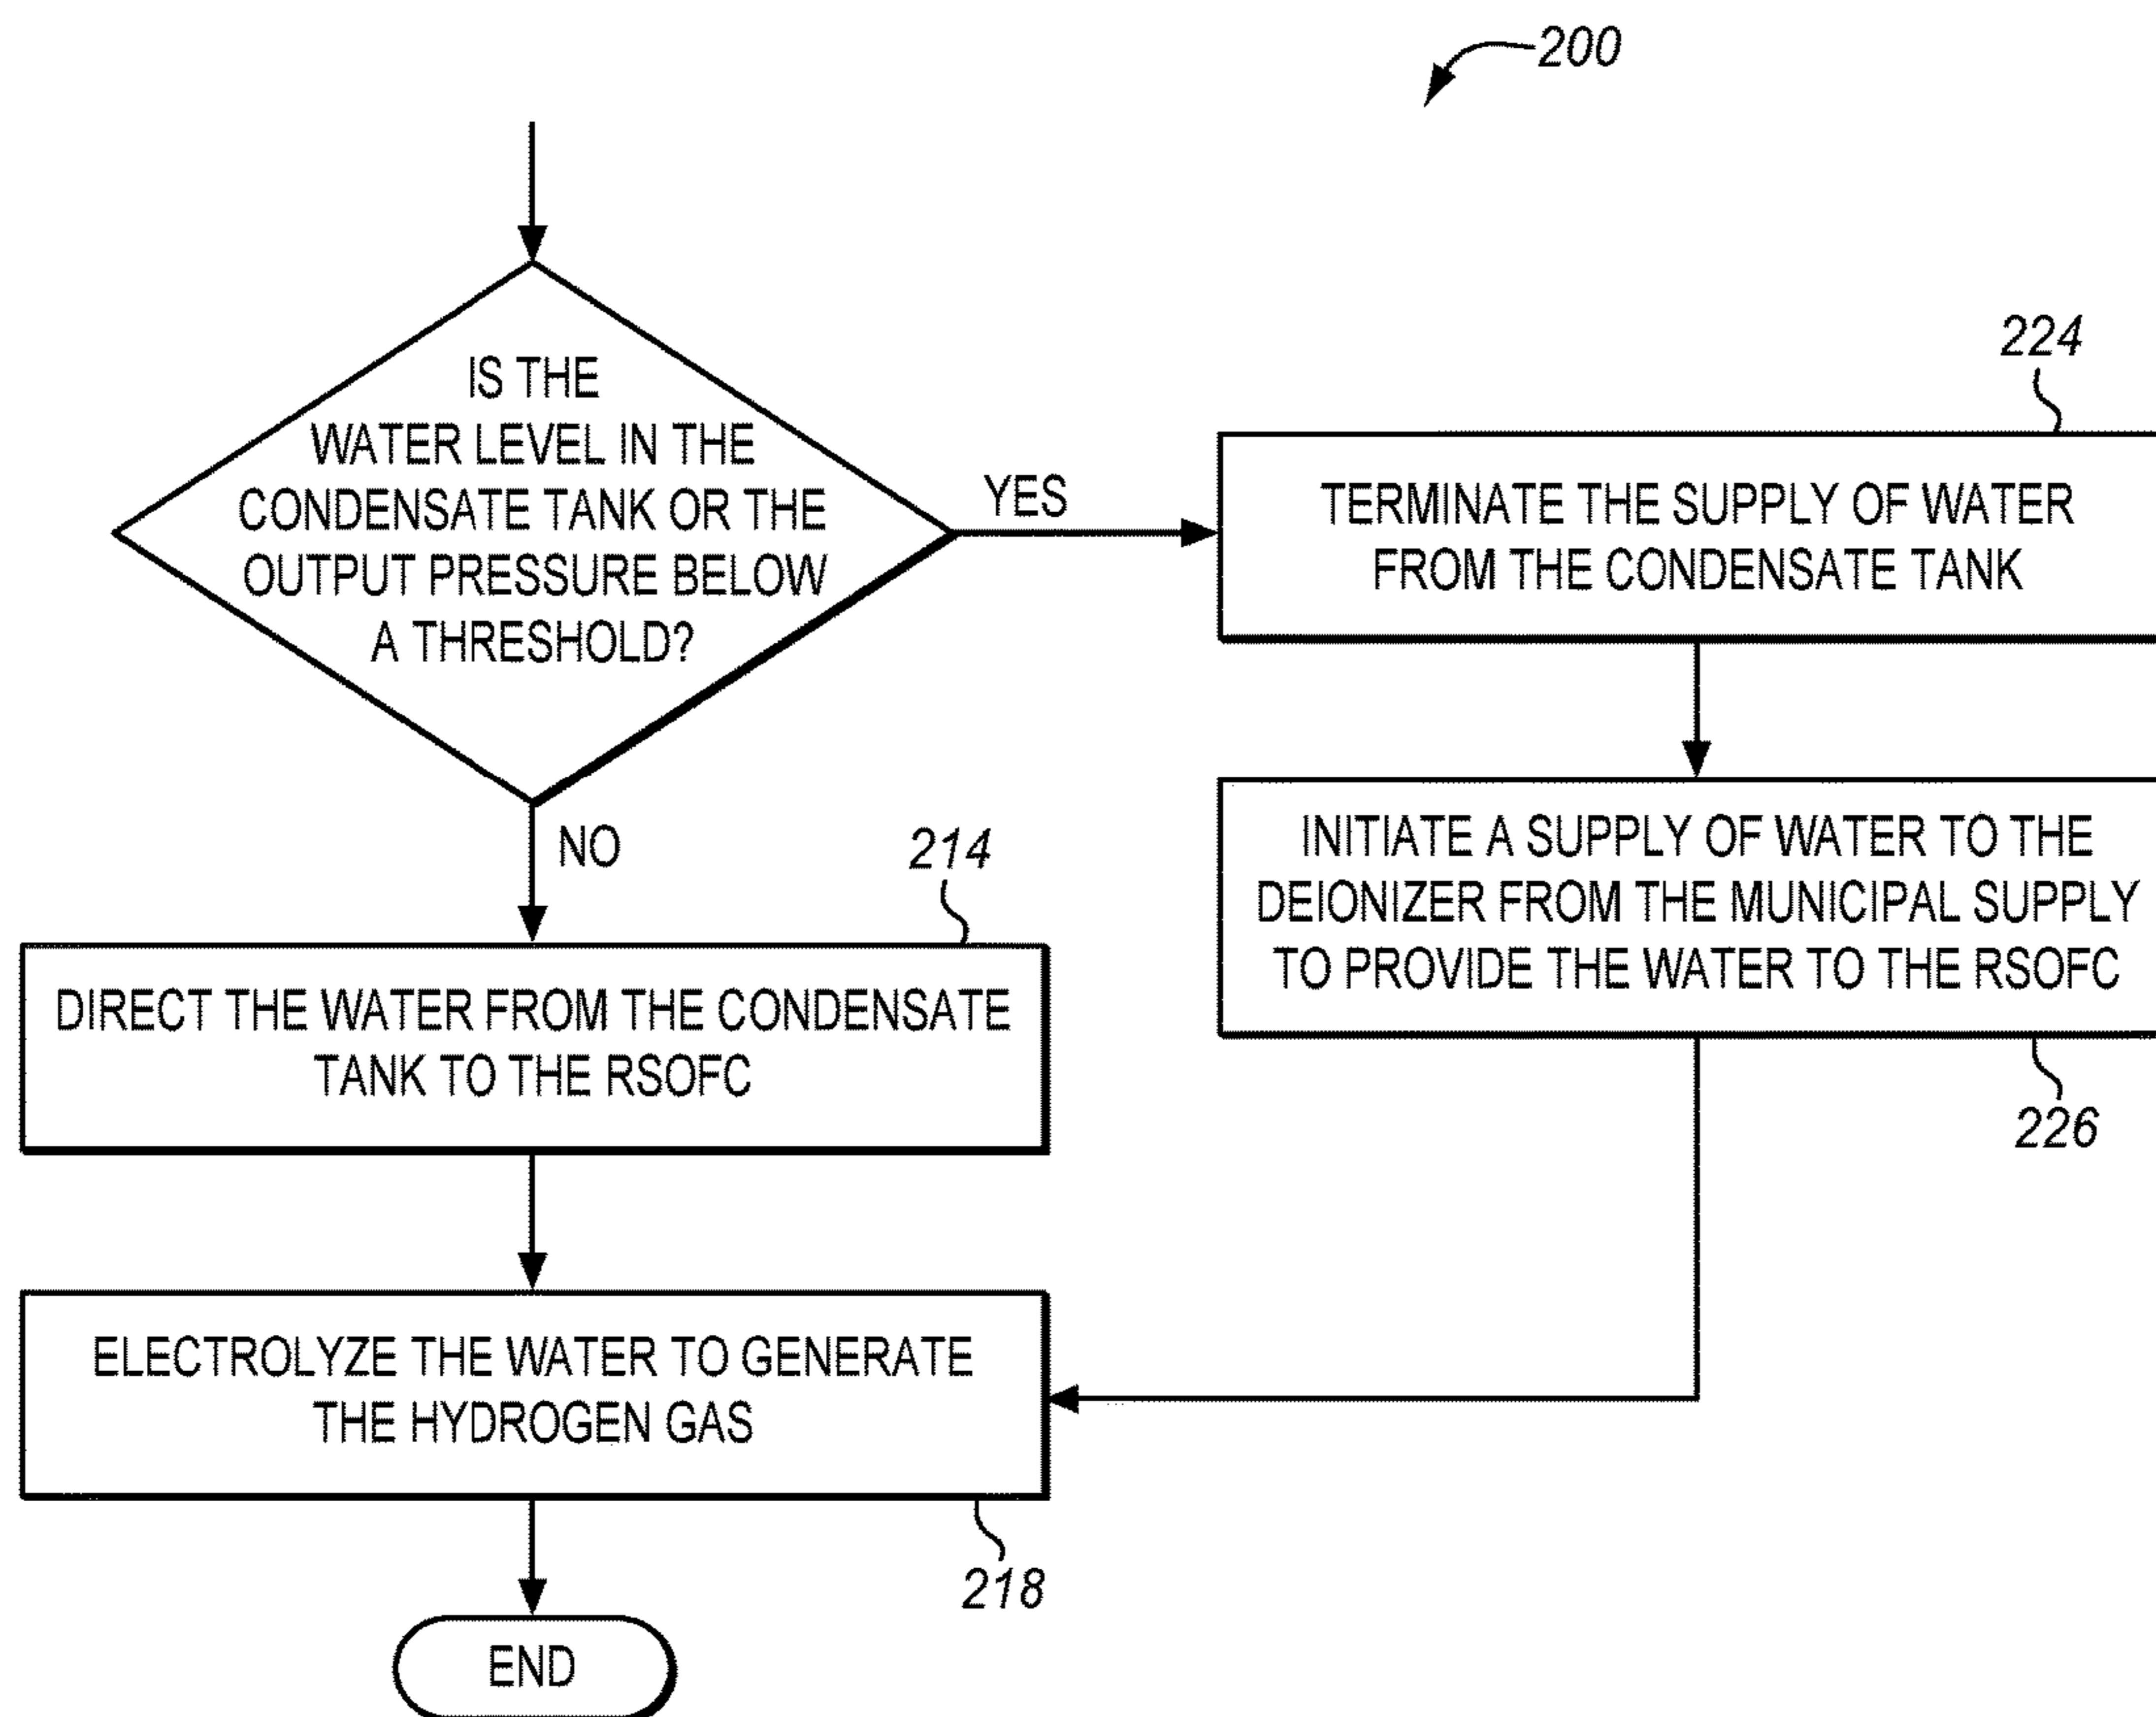 200
IS THE
WATER LEVEL IN THE
CONDENSATE TANK OR THE
OUTPUT PRESSURE BELOW
A THRESHOLD?
YES
224
TERMINATE THE SUPPLY OF WATER
FROM THE CONDENSATE TANK
INITIATE A SUPPLY OF WATER TO THE
DEIONIZER FROM THE MUNICIPAL SUPPLY
TO PROVIDE THE WATER TO THE RSOFC
226
NO
214
DIRECT THE WATER FROM THE CONDENSATE
TANK TO THE RSOFC
ELECTROLYZE THE WATER TO GENERATE
THE HYDROGEN GAS
218
END